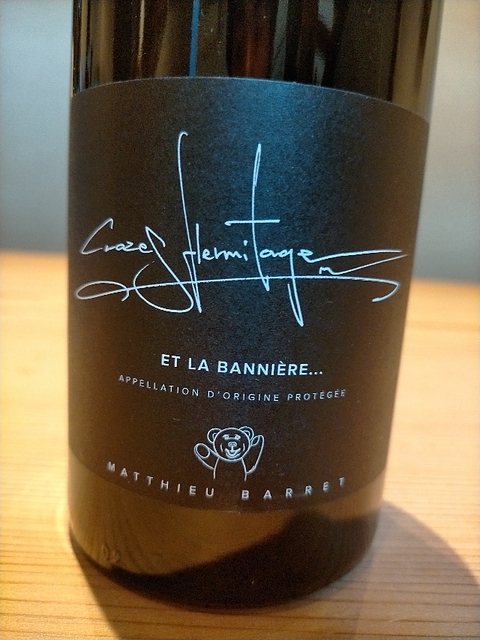 Crozes Hermitage
ET LA BANNIÈRE...
APPELLATION D'ORIGINE PROTÉGÉE
MATTHIEU BARRET